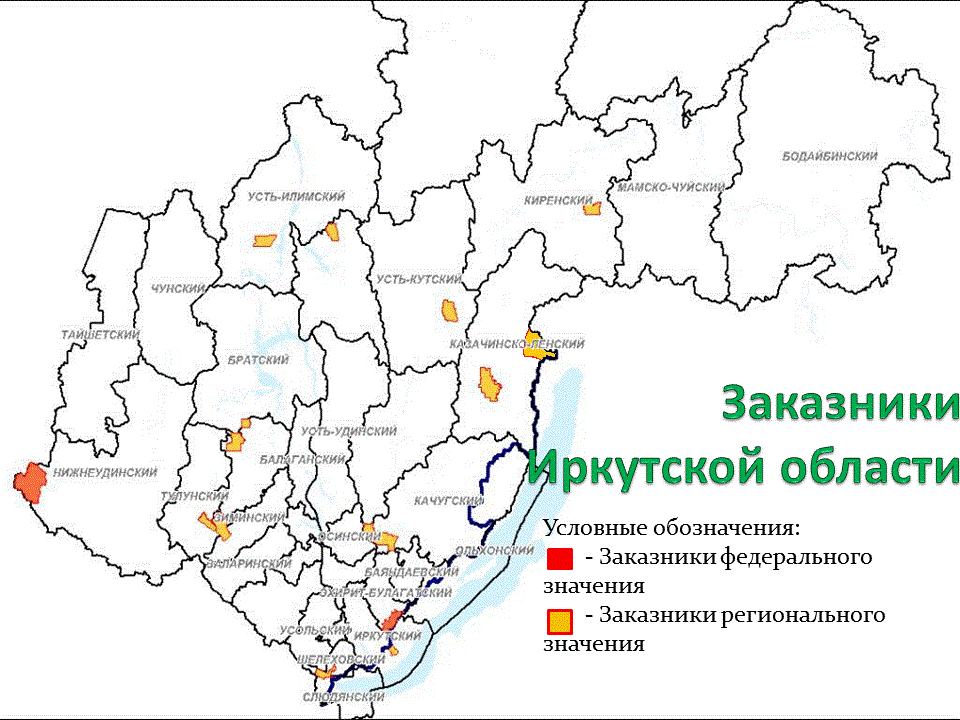 БОДАЙБИНСКИЙ
МАМСКО-ЧУЙСКИЙ
УСТЬ-ИЛИМСКИЙ
КИРЕНСКИЙ
УСТЬ-КУТСКИЙ
ЧУНСКИЙ
ТАЙШЕТСКИЙ
КАЗАЧИНСКО-ЛЕНСКИЙ
БРАТСКИЙ
Заказники
Иркутской области
УСТЬ-УДИНСКИЙ
БАЛАГАНСКИЙ
НИЖНЕУДИНСКИЙ
ТУЛУНСКИЙ
КАЧУГСКИЙ
ЗИМИНСКИЙ
ОСИНСКИЙ
ОЛЬХОНСКИЙ
ЗАЛАРИНСКИЙ
БАЯНДАЕВСКИЙ
ЭХИРИТ-БУЛАГАТСКИЙ
УСОЛЬСКИЙ
ИРКУТСКИЙ
ШЕЛЕХОВСКИЙ
СЛЮДЯНСКИЙ
Условные обозначения:
- Заказники федерального
значения
- Заказники регионального
значения